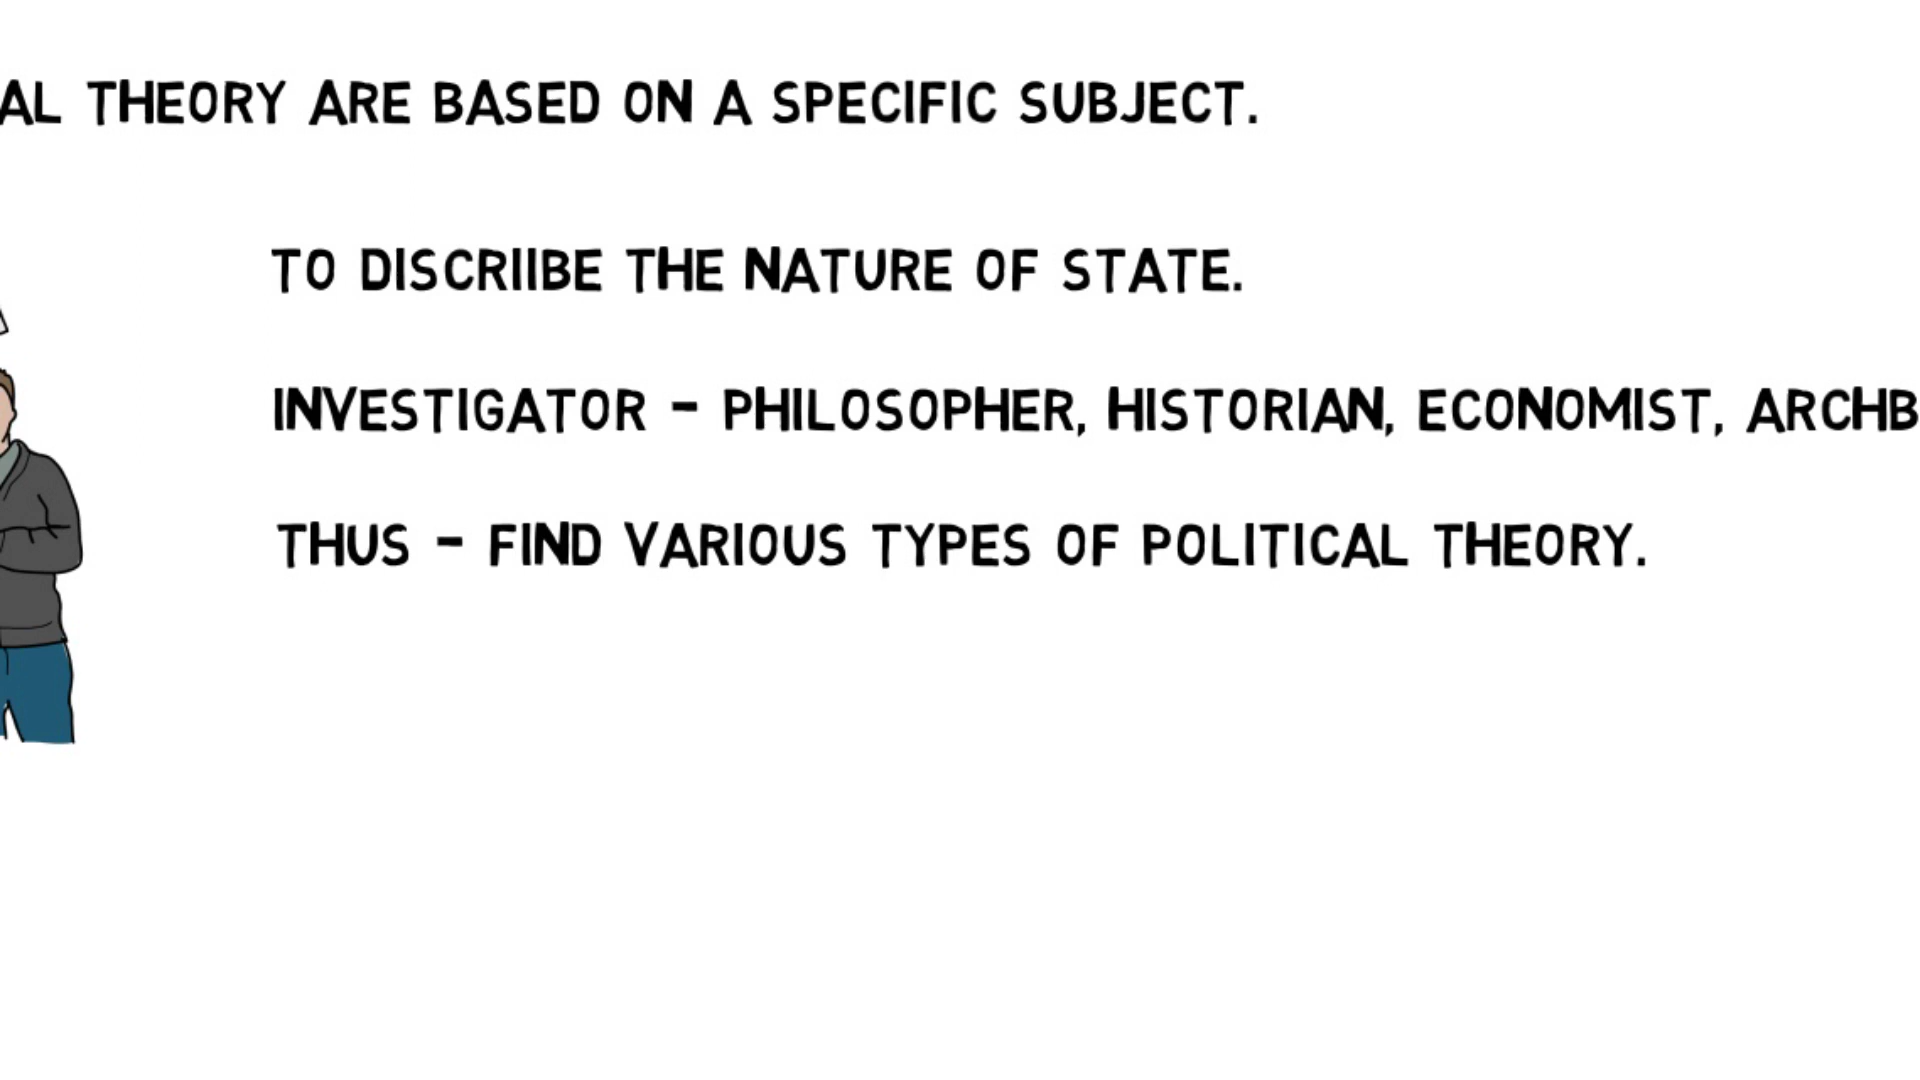 AL THEORY ARE BASED ON A SPECIFIC SUBJECT.
TO DISCRIIBE THE NATURE OF STATE.
INVESTIGATOR - PHILOSOPHER, HISTORIAN, ECONOMIST, ARCHB
THUS - FIND VARIOUS TYPES OF POLITICAL THEORY.